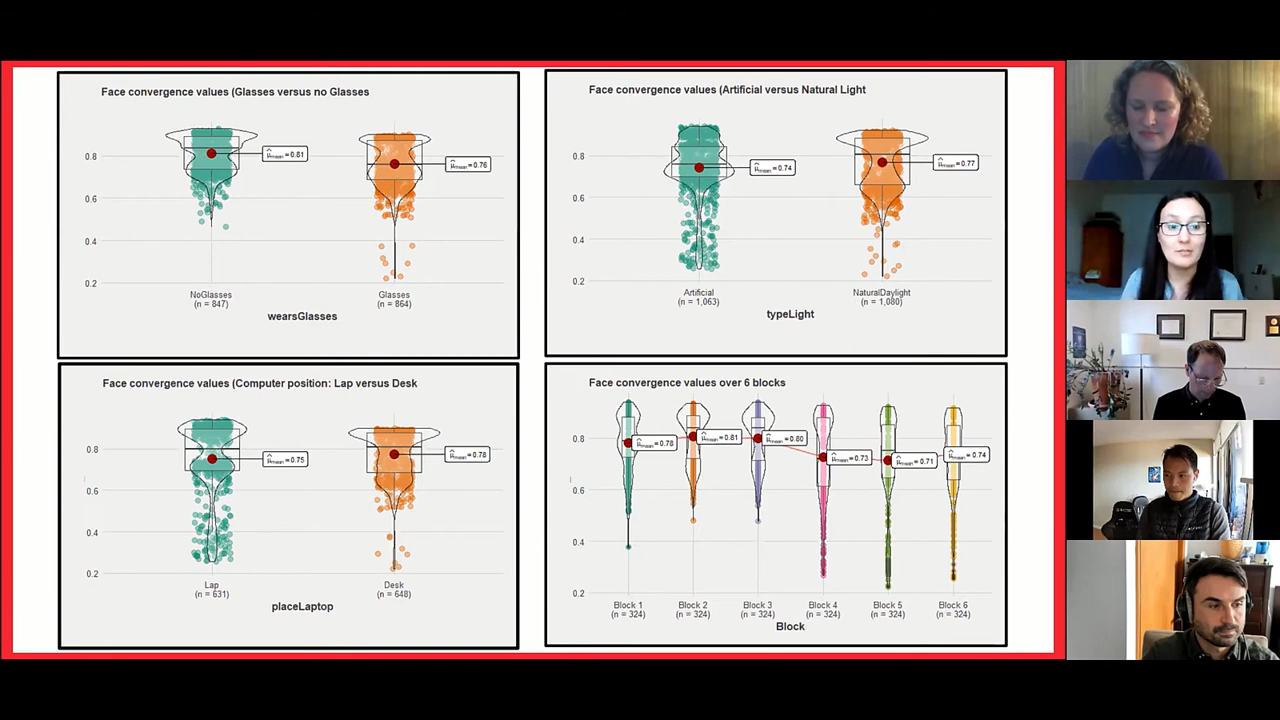 Face convergence values (Glasses versus no Glasses
0.8
0.6
0.4
0.2
μ̂mean = 0.81
μ̂mean = 0.76
NoGlasses
(n = 847)
Glasses
(n = 864)
wearsGlasses
Face convergence values (Artificial versus Natural Light
0.8
0.6
0.4
0.2
μ̂mean = 0.74
μ̂mean = 0.77
Artificial
(n = 1,063)
NaturalDaylight
(n = 1,080)
typeLight
Face convergence values (Computer position: Lap versus Desk
0.8
0.6
0.4
0.2
μ̂mean = 0.75
μ̂mean = 0.78
Lap
(n = 631)
Desk
(n = 648)
placeLaptop
Face convergence values over 6 blocks
0.8
0.6
0.4
0.2
μ̂mean = 0.78
μ̂mean = 0.81
μ̂mean = 0.80
μ̂mean = 0.73
μ̂mean = 0.71
μ̂mean = 0.74
Block 1
(n = 324)
Block 2
(n = 324)
Block 3
(n = 324)
Block 4
(n = 324)
Block 5
(n = 324)
Block 6
(n = 324)
Block